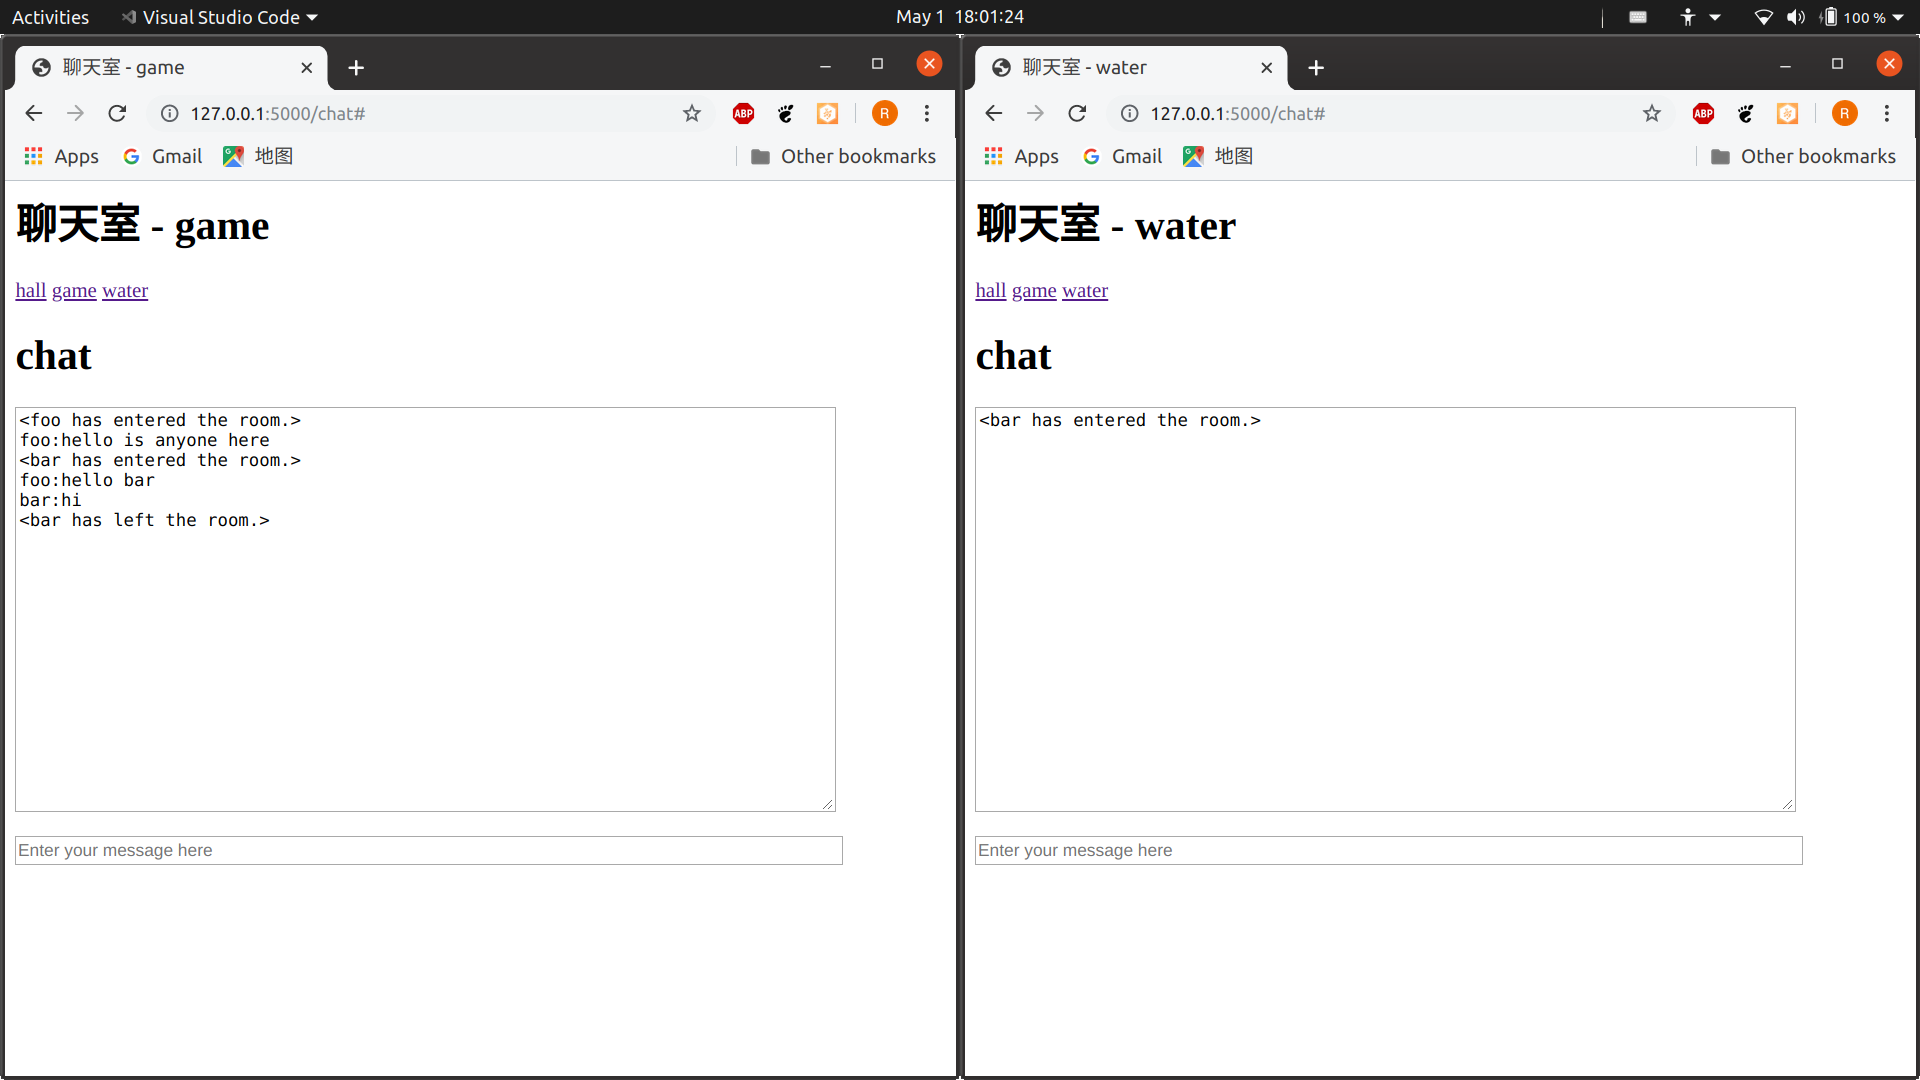 Activities Visual Studio Code May 1 18:01:24 100 %
聊天室 - game
127.0.0.1:5000/chat# ABP R
Apps Gmail 地图 Other bookmarks
聊天室 - game
hall game water
chat
<foo has entered the room.>
foo:hello is anyone here
<bar has entered the room.>
foo:hello bar
bar:hi
<bar has left the room.>
Enter your message here
聊天室 - water
127.0.0.1:5000/chat# ABP R
Apps Gmail 地图 Other bookmarks
聊天室 - water
hall game water
chat
<bar has entered the room.>
Enter your message here